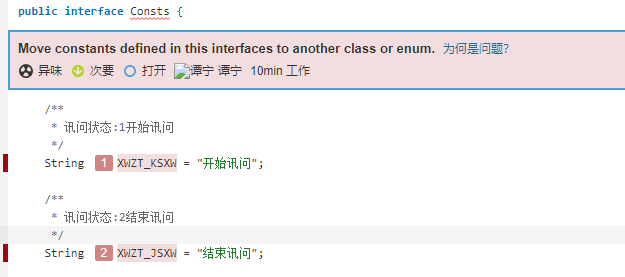 public interface Consts {
Move constants defined in this interfaces to another class or enum. 为何是问题?
异味 次要 打开 谭宁 谭宁 10min 工作
/**
* 讯问状态:1开始讯问
*/
String 1 XWZT_KSXW = "开始讯问";
/**
* 讯问状态:2结束讯问
*/
String 2 XWZT_JSXW = "结束讯问";